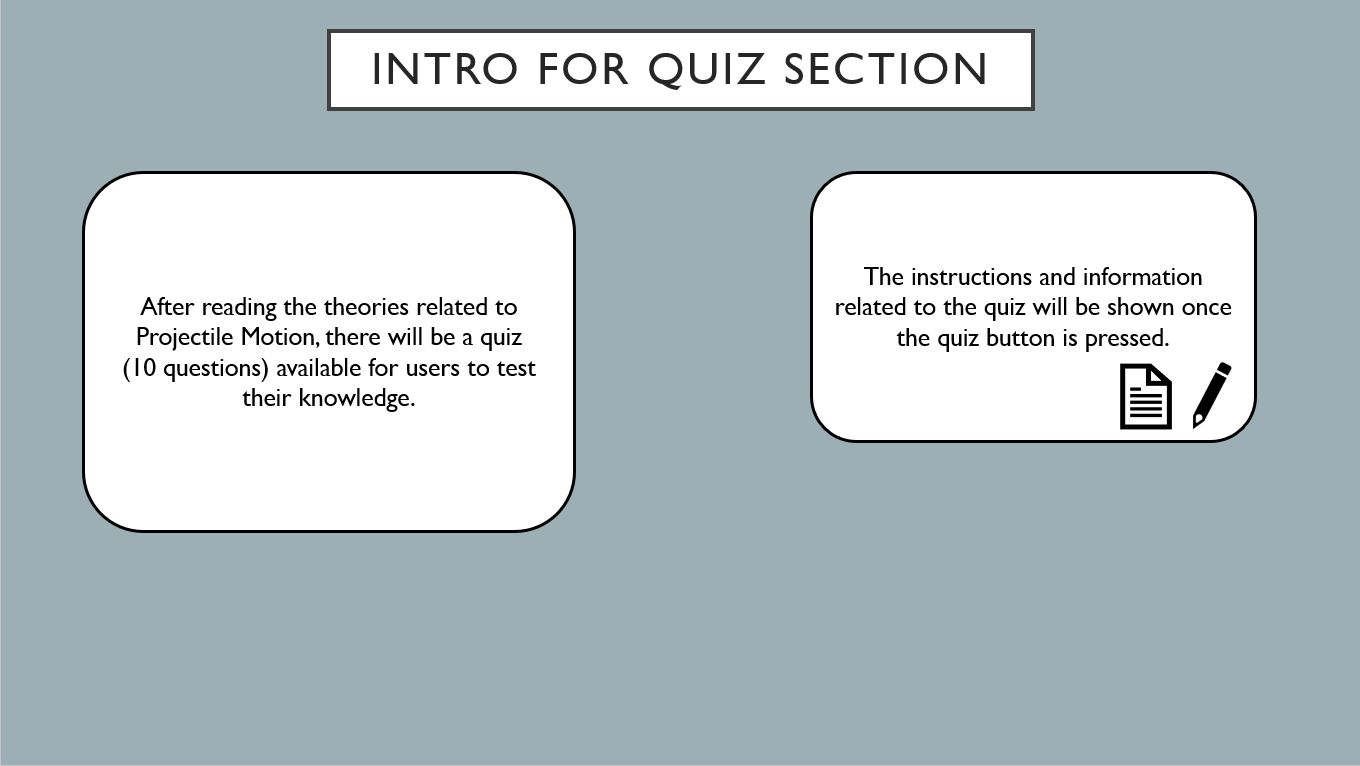 INTRO FOR QUIZ SECTION
After reading the theories related to
Projectile Motion, there will be a quiz
(10 questions) available for users to test
their knowledge.
The instructions and information
related to the quiz will be shown once
the quiz button is pressed.